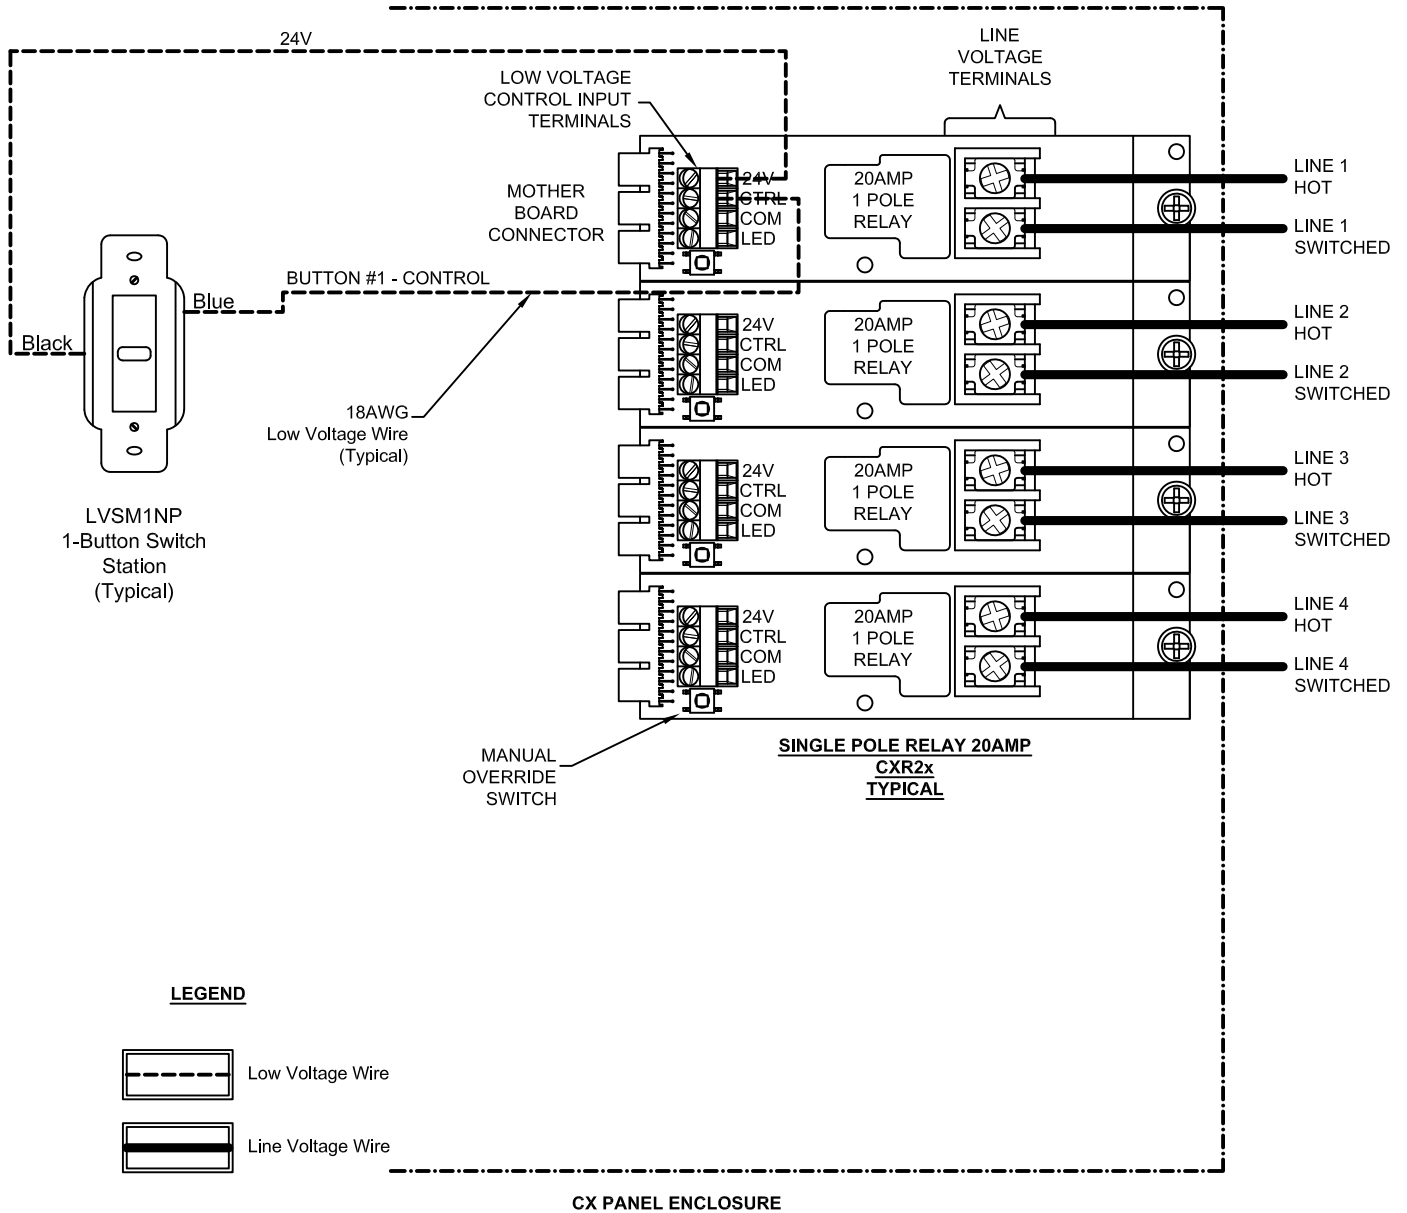 24V
LOW VOLTAGE
CONTROL INPUT
TERMINALS
LINE
VOLTAGE
TERMINALS
MOTHER
BOARD
CONNECTOR
24V
CTRL
COM
LED
20AMP
1 POLE
RELAY
LINE 1
HOT
LINE 1
SWITCHED
BUTTON #1 - CONTROL
Blue
Black
18AWG
Low Voltage Wire
(Typical)
24V
CTRL
COM
LED
20AMP
1 POLE
RELAY
LINE 2
HOT
LINE 2
SWITCHED
24V
CTRL
COM
LED
20AMP
1 POLE
RELAY
LINE 3
HOT
LINE 3
SWITCHED
LVSM1NP
1-Button Switch
Station
(Typical)
24V
CTRL
COM
LED
20AMP
1 POLE
RELAY
LINE 4
HOT
LINE 4
SWITCHED
MANUAL
OVERRIDE
SWITCH
SINGLE POLE RELAY 20AMP
CXR2x
TYPICAL
LEGEND
Low Voltage Wire
Line Voltage Wire
CX PANEL ENCLOSURE